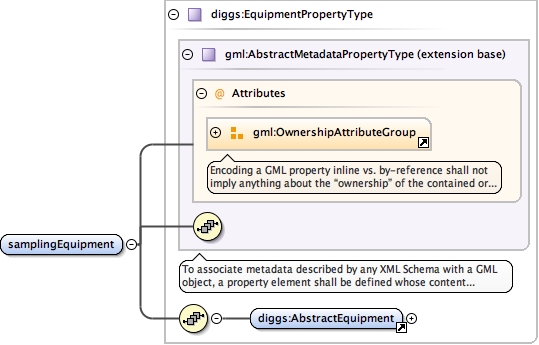 diggs:EquipmentPropertyType
gml:AbstractMetadataPropertyType (extension base)
@ Attributes
gml:OwnershipAttributeGroup
Encoding a GML property inline vs. by-reference shall not
imply anything about the “ownership” of the contained or...
samplingEquipment
To associate metadata described by any XML Schema with a GML
object, a property element shall be defined whose content...
diggs:AbstractEquipment